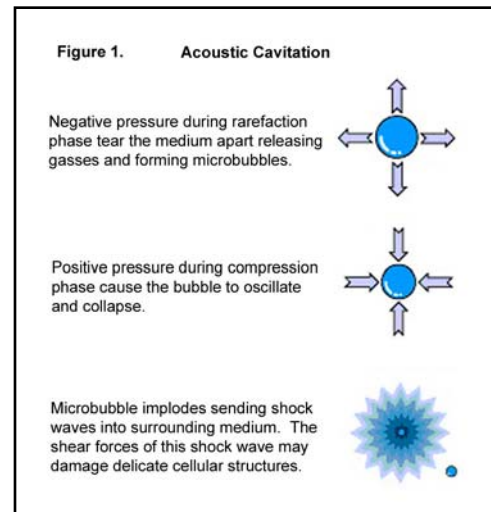 Figure 1. Acoustic Cavitation
Negative pressure during rarefaction
phase tear the medium apart releasing
gasses and forming microbubbles.
Positive pressure during compression
phase cause the bubble to oscillate
and collapse.
Microbubble implodes sending shock
waves into surrounding medium. The
shear forces of this shock wave may
damage delicate cellular structures.